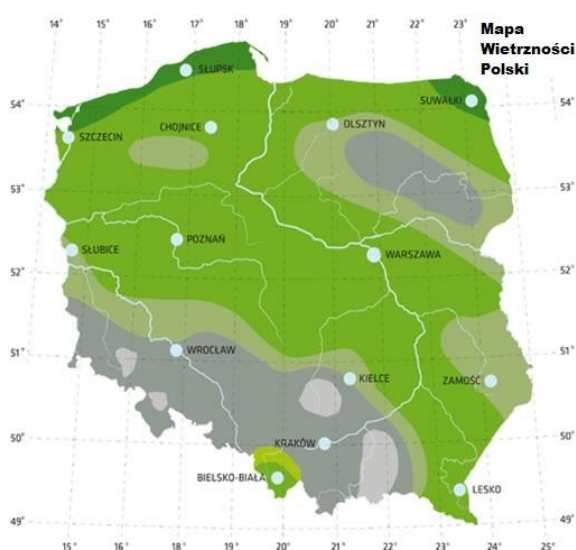 14° 15° 16° 17° 18° 19° 20° 21° 22° 23°
Mapa
Wietrzności
Polski
SŁUPSK
54°
SUWAŁKI
54°
CHOJNICE
OLSZTYN
SZCZECIN
53°
53°
SŁUBICE
POZNAŃ
WARSZAWA
52°
52°
51°
WROCŁAW
KIELCE
ZAMOŚĆ
51°
50°
KRAKÓW
50°
BIELSKO-BIAŁA
LESKO
49°
49°
15° 16° 17° 18° 19° 20° 21° 22° 23° 24° 25°